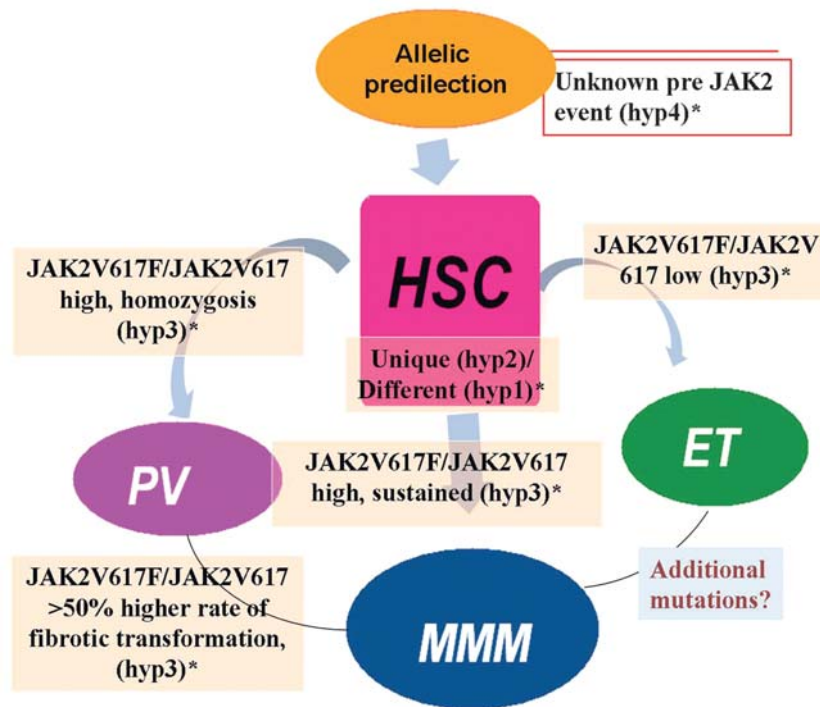 Allelic
predilection
Unknown pre JAK2
event (hyp4)*
HSC
Unique (hyp2)/
Different (hyp1)*
JAK2V617F/JAK2V617
high, homozygosis
(hyp3)*
JAK2V617F/JAK2V
617 low (hyp3)*
PV
JAK2V617F/JAK2V617
high, sustained (hyp3)*
ET
JAK2V617F/JAK2V617
>50% higher rate of
fibrotic transformation,
(hyp3)*
MMM
Additional
mutations?